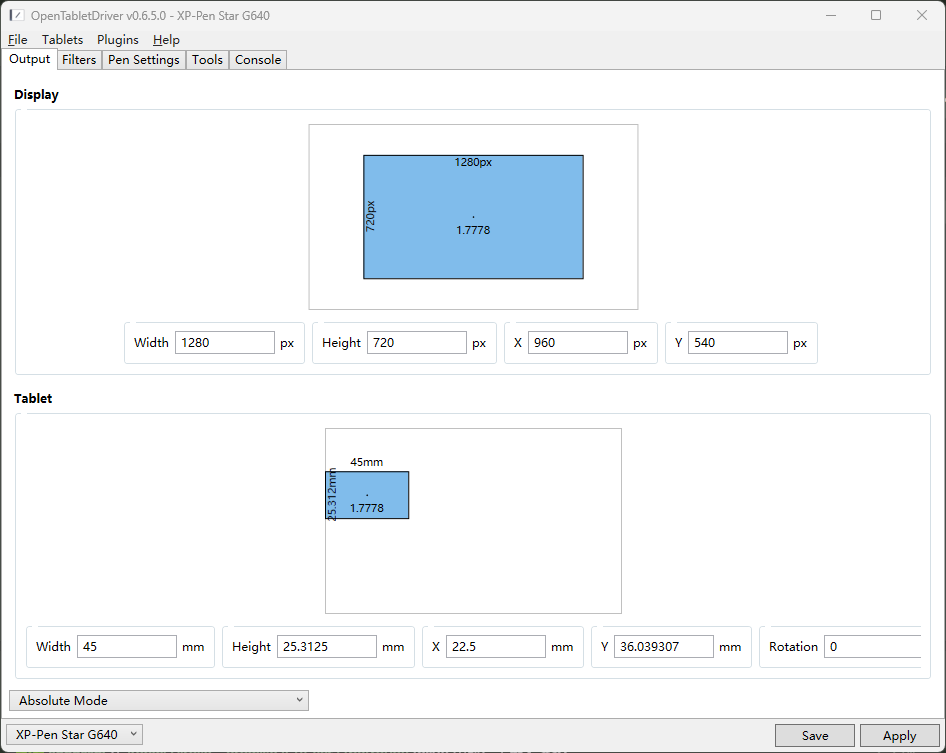 OpenTabletDriver v0.6.5.0 - XP-Pen Star G640
File Tablets Plugins Help
Output Filters Pen Settings Tools Console
Display
1280px
720px
1.7778
Width 1280 px Height 720 px X 960 px Y 540 px
Tablet
45mm
25.312mm
1.7778
Width 45 mm Height 25.3125 mm X 22.5 mm Y 36.039307 mm Rotation 0
Absolute Mode
XP-Pen Star G640 Save Apply